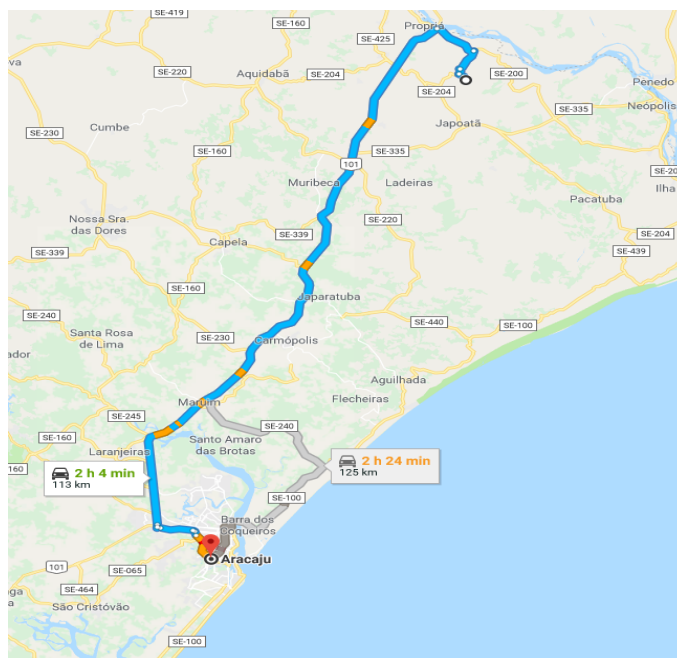 SE-419
SE-160
Propriá
SE-425
SE-220
Aquidabã
SE-204
SE-200
SE-204
Penedo
Neópolis
SE-335
Cumbe
SE-230
SE-160
Japoatã
101
SE-335
Muribeca
Ladeiras
Pacatuba
Ilha
Nossa Sra.
das Dores
SE-220
SE-339
Capela
SE-204
SE-339
SE-439
SE-160
Japaratuba
SE-240
SE-440
SE-100
Santa Rosa
de Lima
SE-230
Carmópolis
Aguilhada
Flecheiras
Maruim
SE-245
SE-240
SE-160
Santo Amaro
das Brotas
Laranjeiras
2 h 4 min
113 km
2 h 24 min
125 km
SE-100
Barra dos
Coqueiros
Aracaju
101
SE-065
SE-464
São Cristóvão
SE-100